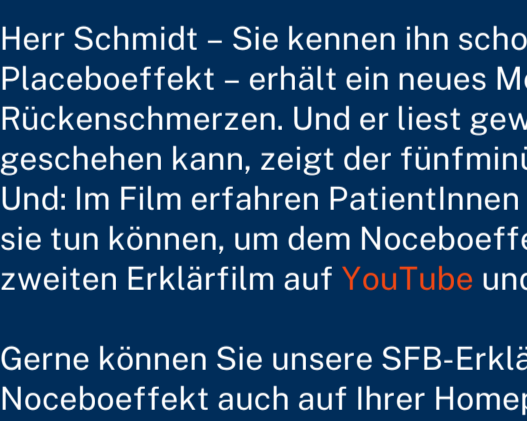 Herr Schmidt – Sie kennen ihn scho
Placeboeffekt – erhält ein neues M
Rückenschmerzen. Und er liest gew
geschehen kann, zeigt der fünfmin
Und: Im Film erfahren PatientInnen
sie tun können, um dem Noceboeffe
zweiten Erklärfilm auf YouTube und
Gerne können Sie unsere SFB-Erklä
Noceboeffekt auch auf Ihrer Homep